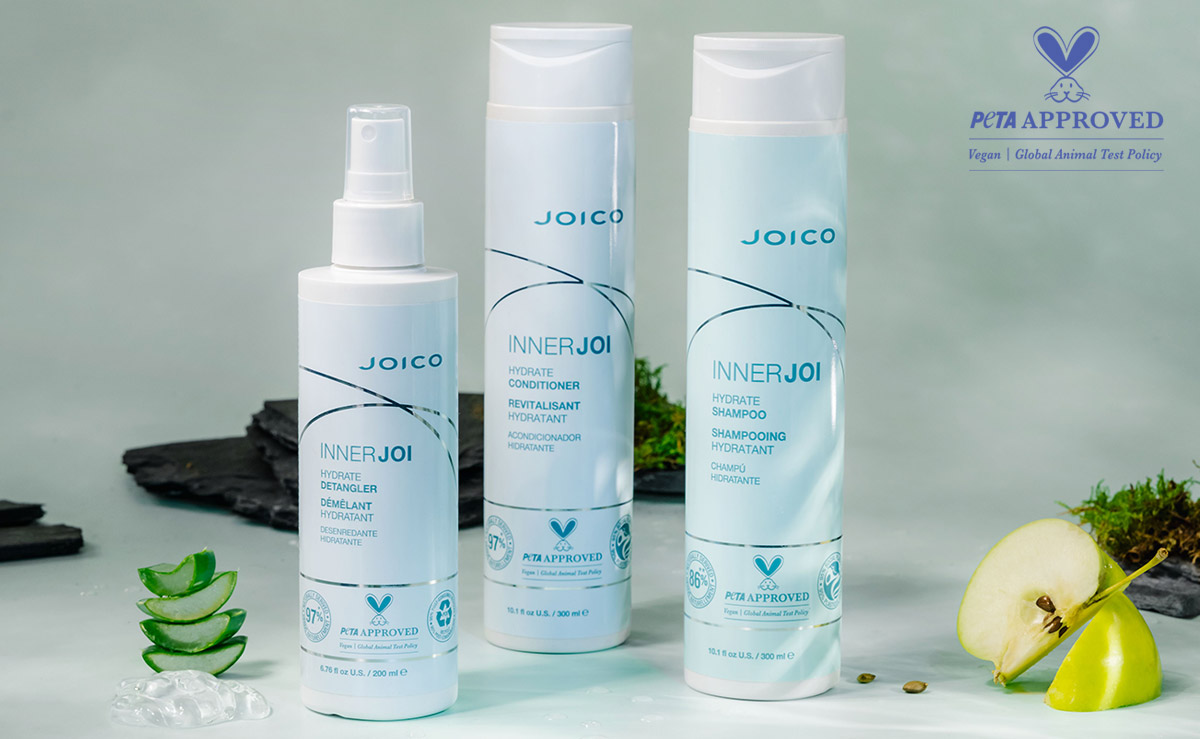 PETA APPROVED
Vegan | Global Animal Test Policy
JOICO
INNERJOI
HYDRATE
DETANGLER
DÉMÊLANT
HYDRATANT
DESENREDANTE
HIDRATANTE
97%
PETA APPROVED
Vegan | Global Animal Test Policy
6.76 fl oz U.S. / 200 ml ℮
JOICO
INNERJOI
HYDRATE
CONDITIONER
REVITALISANT
HYDRATANT
ACONDICIONADOR
HIDRATANTE
97%
PETA APPROVED
Vegan | Global Animal Test Policy
10.1 fl oz U.S. / 300 ml ℮
JOICO
INNERJOI
HYDRATE
SHAMPOO
SHAMPOOING
HYDRATANT
CHAMPÚ
HIDRATANTE
86%
PETA APPROVED
Vegan | Global Animal Test Policy
10.1 fl oz U.S. / 300 ml ℮